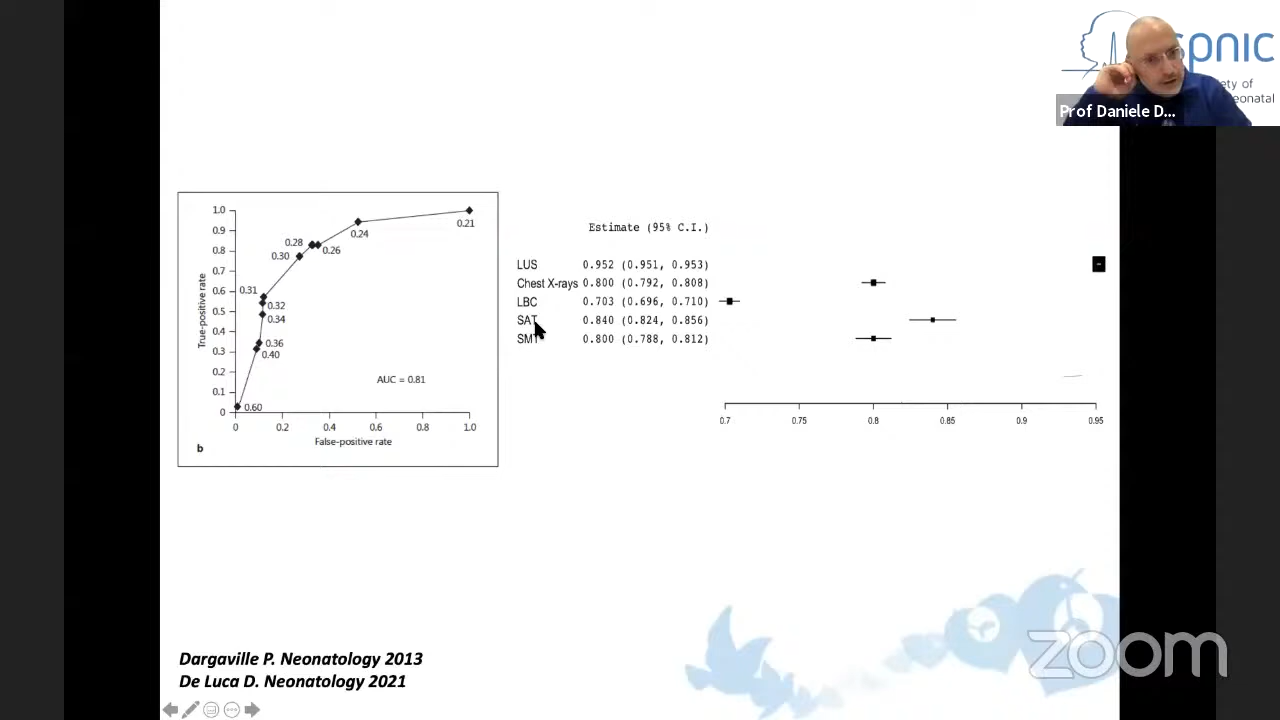 spnic
ety of
eonatal
Prof Daniele D...
1.0
0.9
0.8
0.7
0.6
0.5
0.4
0.3
0.2
0.1
0
True-positive rate
0.21
0.24
0.28
0.26
0.30
0.31
0.32
0.34
0.36
0.40
0.60
AUC = 0.81
0 0.2 0.4 0.6 0.8 1.0
False-positive rate
b
Estimate (95% C.I.)
LUS 0.952 (0.951, 0.953)
Chest X-rays 0.800 (0.792, 0.808)
LBC 0.703 (0.696, 0.710)
SAT 0.840 (0.824, 0.856)
SMT 0.800 (0.788, 0.812)
0.7 0.75 0.8 0.85 0.9 0.95
Dargaville P. Neonatology 2013
De Luca D. Neonatology 2021
zoom